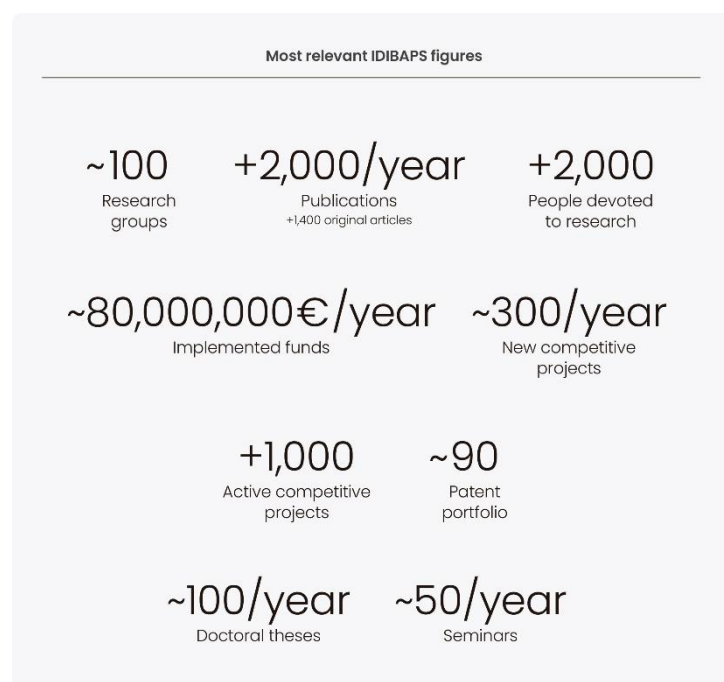 Most relevant IDIBAPS figures
~100
Research
groups
+2,000/year
Publications
+1,400 original articles
+2,000
People devoted
to research
~80,000,000€/year
Implemented funds
~300/year
New competitive
projects
+1,000
Active competitive
projects
~90
Patent
portfolio
~100/year
Doctoral theses
~50/year
Seminars